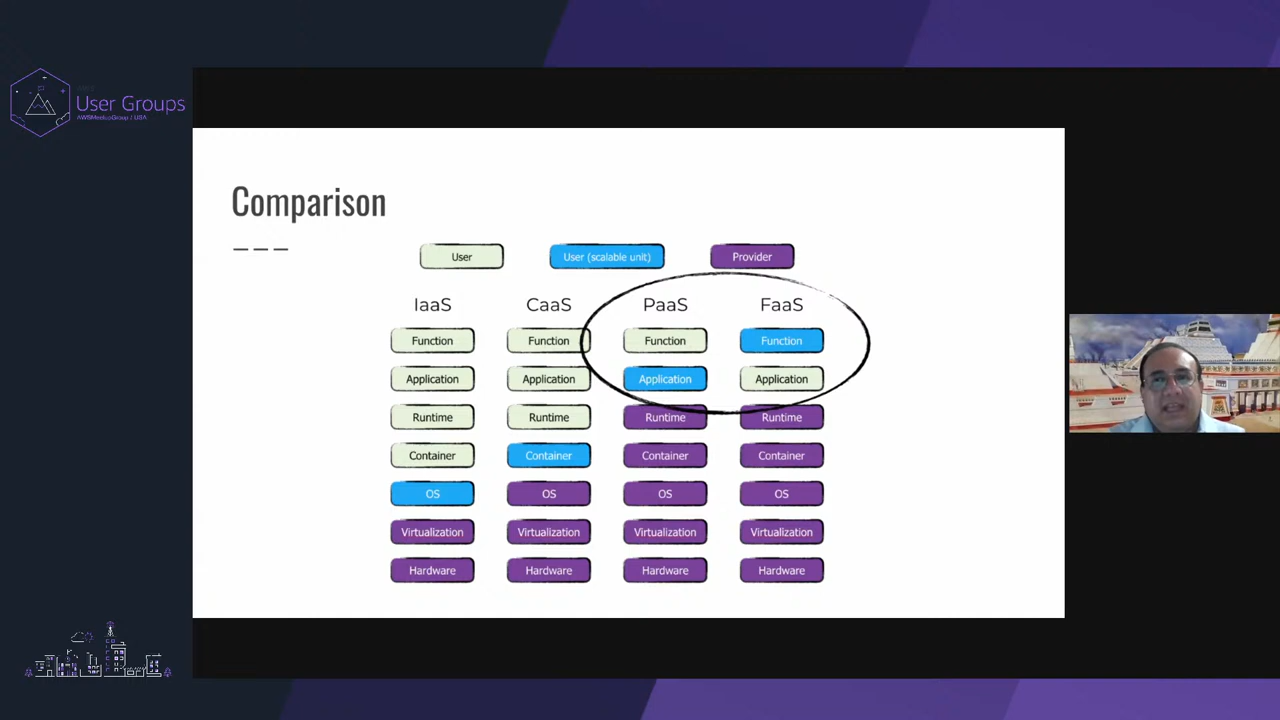 User Groups
AWSMeetupGroup / USA
Comparison
User
User (scalable unit)
Provider
IaaS
CaaS
PaaS
FaaS
Function
Function
Function
Function
Application
Application
Application
Application
Runtime
Runtime
Runtime
Runtime
Container
Container
Container
Container
OS
OS
OS
OS
Virtualization
Virtualization
Virtualization
Virtualization
Hardware
Hardware
Hardware
Hardware